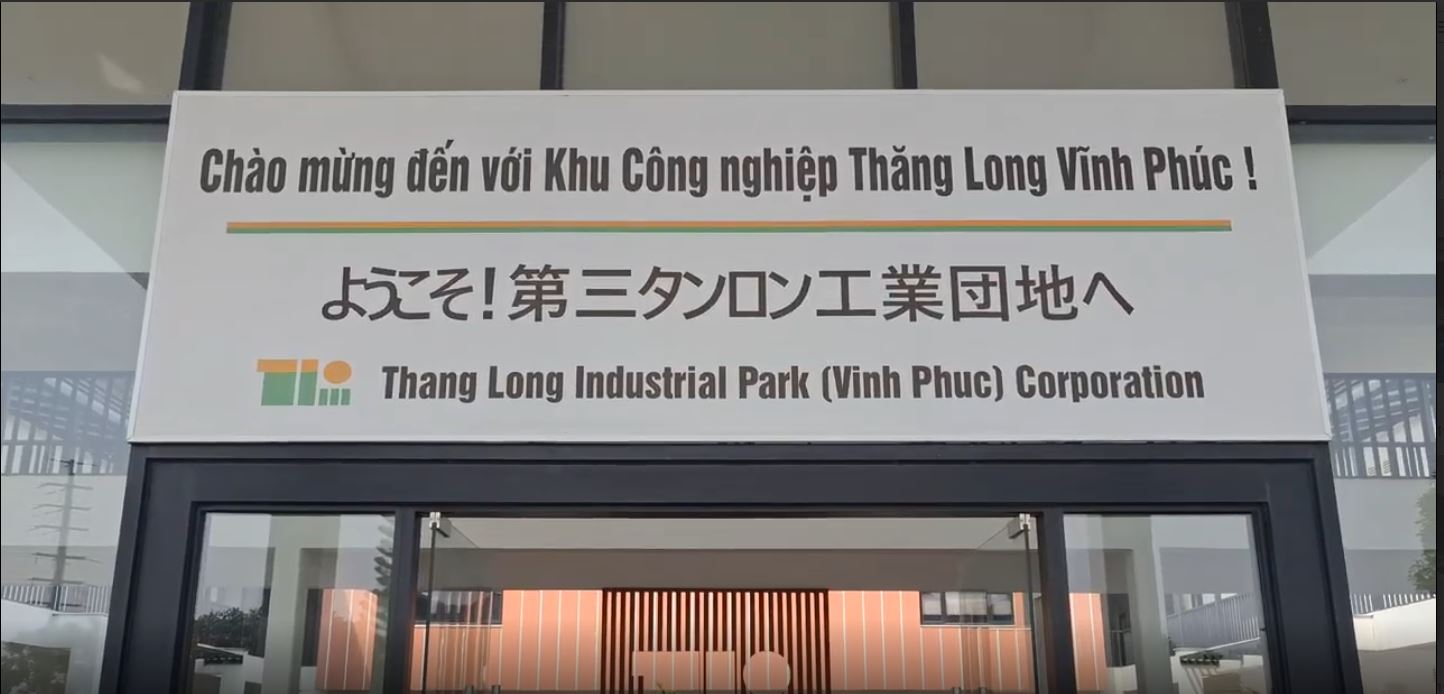 Chào mừng đến với Khu Công nghiệp Thăng Long Vĩnh Phúc !
ようこそ！第三タンロン工業団地へ
TLIP Thang Long Industrial Park (Vinh Phuc) Corporation